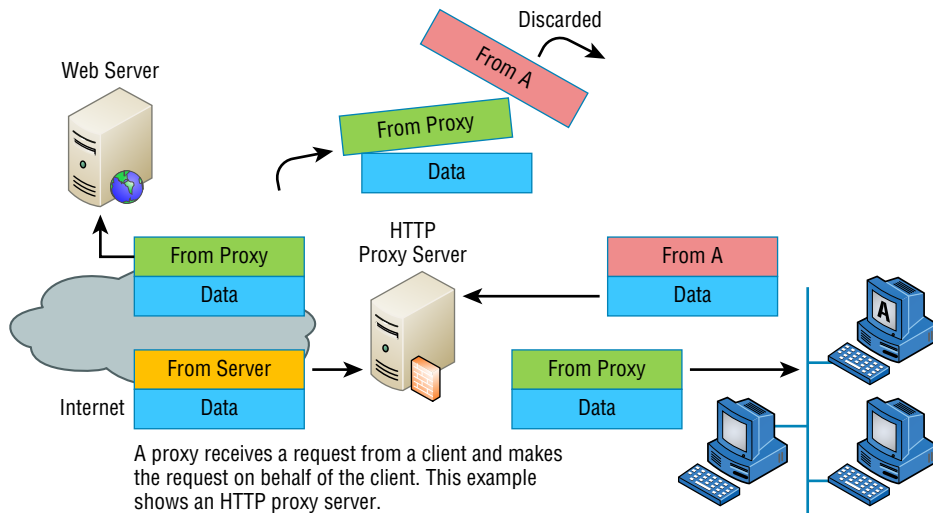 Discarded
From A
Web Server
From Proxy
Data
HTTP
Proxy Server
From Proxy
Data
From A
Data
A
From Server
Data
Internet
From Proxy
Data
A proxy receives a request from a client and makes
the request on behalf of the client. This example
shows an HTTP proxy server.